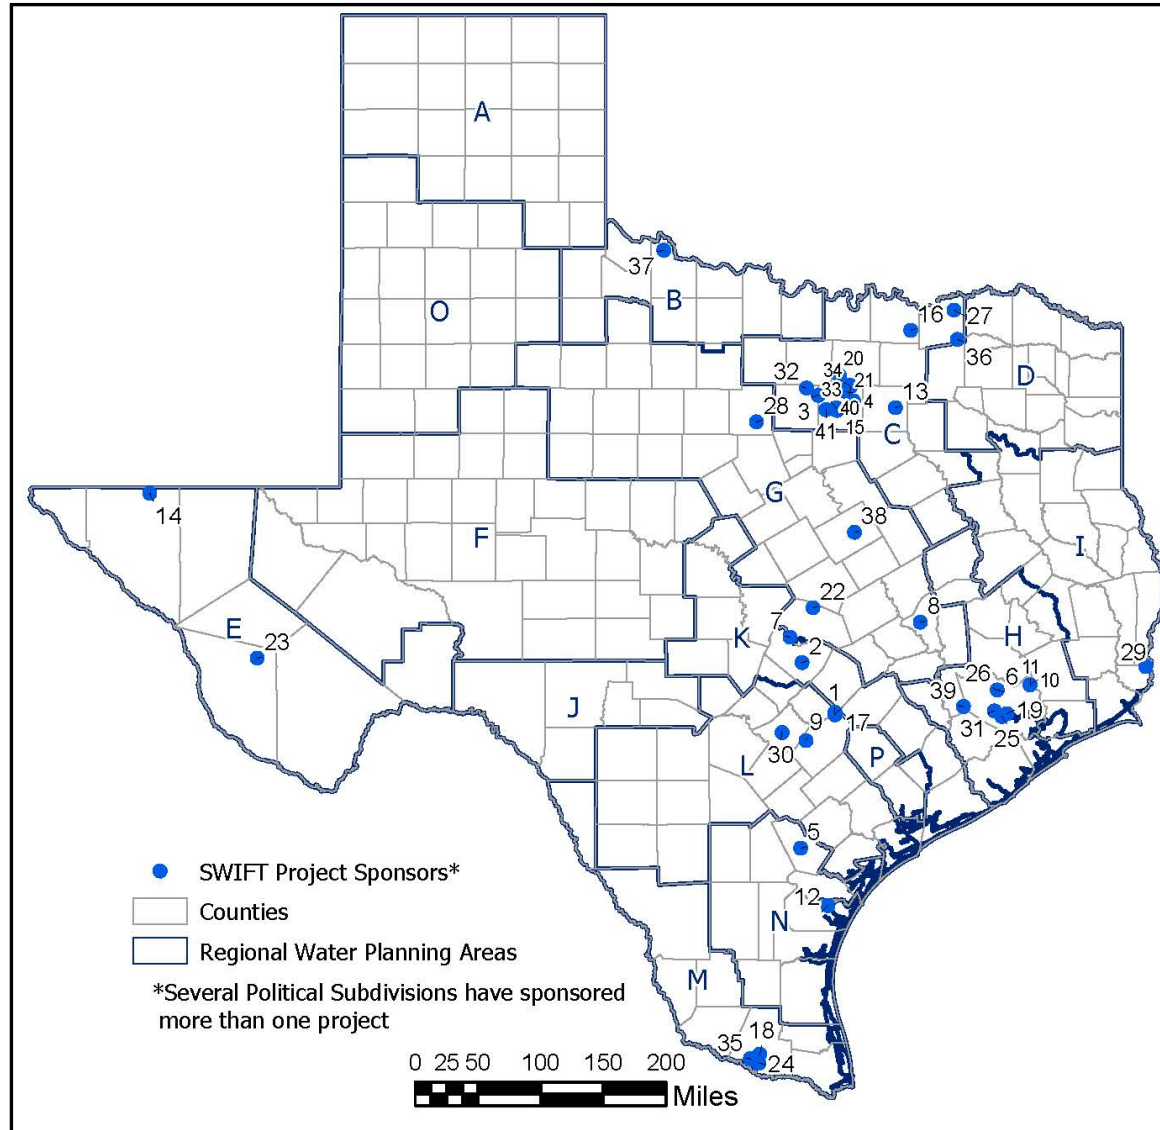 A
37
B
O
16
27
36
20
D
32
34
21
33
13
28
3
40
4
C
41
15
14
G
F
38
I
22
8
E
7
K
H
23
2
29
11
26
6
10
39
1
J
19
9
17
31
25
30
P
L
5
SWIFT Project Sponsors*
12
Counties
N
Regional Water Planning Areas
M
*Several Political Subdivisions have sponsored
more than one project
18
35
24
0 25 50 100 150 200
Miles